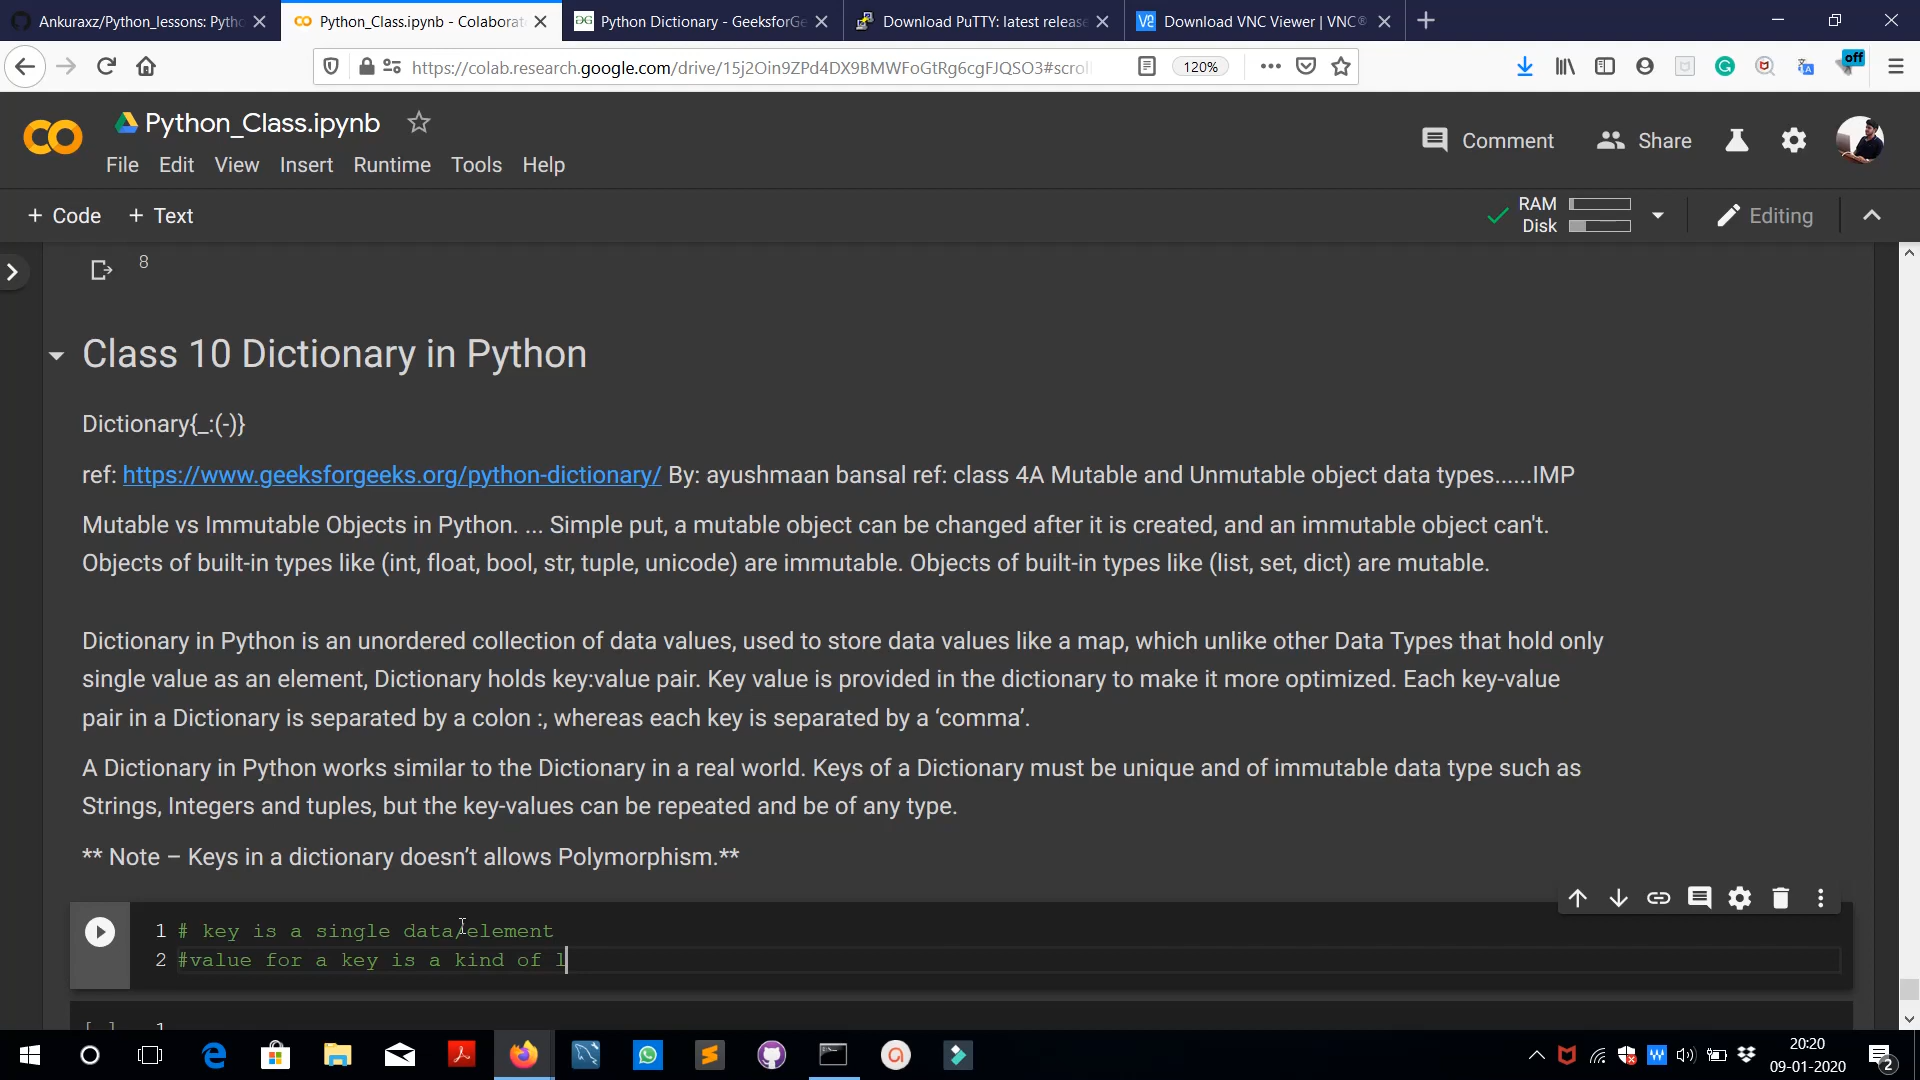 Ankuraxz/Python_lessons: Pytho
Python_Class.ipynb - Colaborat
Python Dictionary - GeeksforGe
Download PuTTY: latest release
Download VNC Viewer | VNC®
https://colab.research.google.com/drive/15j2Oin9ZPd4DX9BMWFoGtRg6cgFJQSO3#scroll
120%
off
Python_Class.ipynb
Comment
Share
File Edit View Insert Runtime Tools Help
+ Code + Text
RAM
Disk
Editing
8
Class 10 Dictionary in Python
Dictionary{_:(-)}
ref: https://www.geeksforgeeks.org/python-dictionary/ By: ayushmaan bansal ref: class 4A Mutable and Unmutable object data types......IMP
Mutable vs Immutable Objects in Python. ... Simple put, a mutable object can be changed after it is created, and an immutable object can't.
Objects of built-in types like (int, float, bool, str, tuple, unicode) are immutable. Objects of built-in types like (list, set, dict) are mutable.
Dictionary in Python is an unordered collection of data values, used to store data values like a map, which unlike other Data Types that hold only
single value as an element, Dictionary holds key:value pair. Key value is provided in the dictionary to make it more optimized. Each key-value
pair in a Dictionary is separated by a colon :, whereas each key is separated by a ‘comma’.
A Dictionary in Python works similar to the Dictionary in a real world. Keys of a Dictionary must be unique and of immutable data type such as
Strings, Integers and tuples, but the key-values can be repeated and be of any type.
** Note – Keys in a dictionary doesn’t allows Polymorphism.**
1 # key is a single data/element
2 #value for a key is a kind of l
[ ] 1
20:20
09-01-2020
2